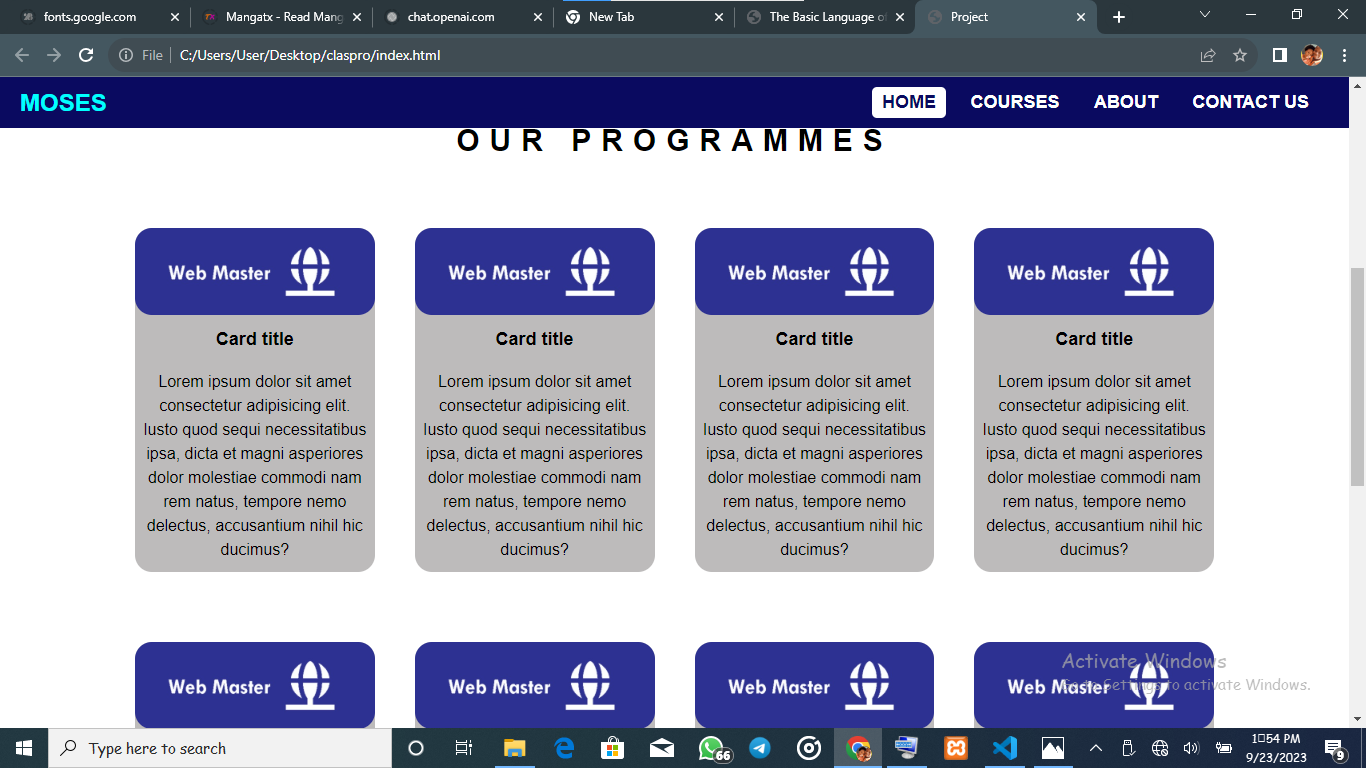 fonts.google.com
Mangatx - Read Mang
chat.openai.com
New Tab
The Basic Language of
Project
File
C:/Users/User/Desktop/claspro/index.html
MOSES
HOME COURSES ABOUT CONTACT US
OUR PROGRAMMES
Web Master
Web Master
Web Master
Web Master
Card title
Lorem ipsum dolor sit amet
consectetur adipisicing elit.
Iusto quod sequi necessitatibus
ipsa, dicta et magni asperiores
dolor molestiae commodi nam
rem natus, tempore nemo
delectus, accusantium nihil hic
ducimus?
Card title
Lorem ipsum dolor sit amet
consectetur adipisicing elit.
Iusto quod sequi necessitatibus
ipsa, dicta et magni asperiores
dolor molestiae commodi nam
rem natus, tempore nemo
delectus, accusantium nihil hic
ducimus?
Card title
Lorem ipsum dolor sit amet
consectetur adipisicing elit.
Iusto quod sequi necessitatibus
ipsa, dicta et magni asperiores
dolor molestiae commodi nam
rem natus, tempore nemo
delectus, accusantium nihil hic
ducimus?
Card title
Lorem ipsum dolor sit amet
consectetur adipisicing elit.
Iusto quod sequi necessitatibus
ipsa, dicta et magni asperiores
dolor molestiae commodi nam
rem natus, tempore nemo
delectus, accusantium nihil hic
ducimus?
Web Master
Web Master
Web Master
Web Master
Activate Windows
Go to Settings to activate Windows.
Type here to search
66
1:54 PM
9/23/2023
9